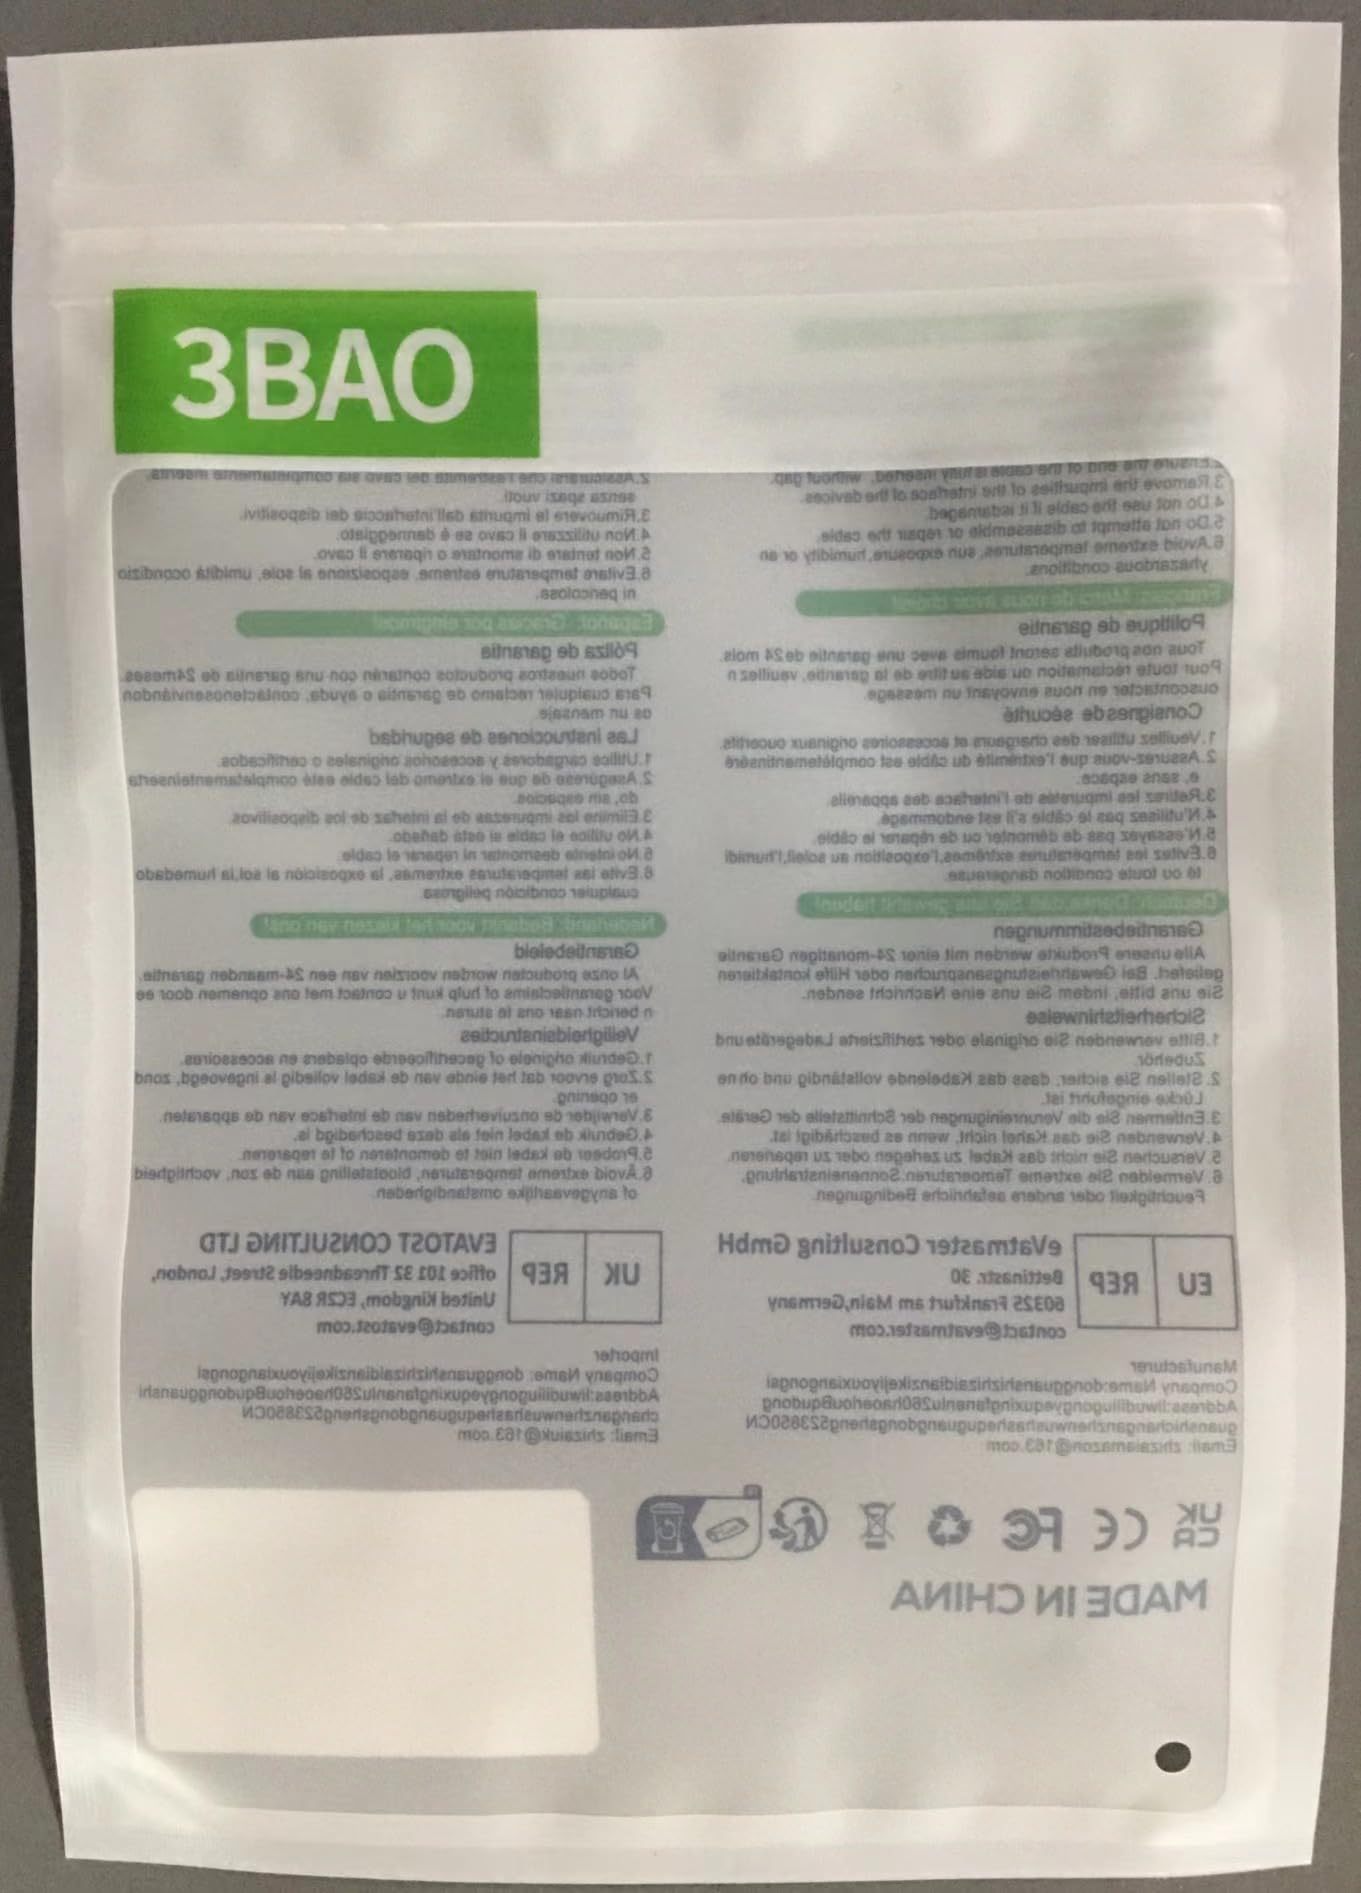 3BAO
2.Ensure the end of the cable is fully inserted, without gap.
3.Remove the impurities of the interface of the devices.
4.Do not use the cable if it isdamaged.
5.Do not attempt to disassemble or repair the cable.
6.Avoid extreme temperatures, sun exposure, humidity or an
yhazardous conditions.
Français: Merci de nous avoir choisi!
Politique de garantie
Tous nos produits seront fournis avec une garantie de24 mois.
Pour toute réclamation ou aide au titre de la garantie, veuillez n
ouscontacter en nous envoyant un message.
Consignesde sécurité
1.Veuillez utiliser des chargeurs et accessoires originaux oucertifs.
2.Assurez-vous que l'extrémité du câble est complètementinséré
e, sans espace.
3.Retirez les impuretés de l'interface des appareils.
4.N'utilisez pas le câble s'il est endommagé.
5.N'essayez pas de démonter ou de réparer le câble.
6.Évitez les températures extrêmes,l'exposition au soleil,l'humidi
té ou toute condition dangereuse.
Deutsch: Danke,daß Sie uns gewählt haben!
Garantiebestimmungen
Alle unsere Produkte werden mit einer 24-monatigen Garantie
geliefert. Bei Gewährleistungsansprüchen oder Hilfe kontaktieren
Sie uns bitte, indem Sie uns eine Nachricht senden.
Sicherheitshinweise
1.Bitte verwenden Sie originale oder zertifizierte Ladegeräteund
Zubehör.
2. Stellen Sie sicher, dass das Kabelende vollständig und ohne
Lücke eingeführt ist.
3.Entfernen Sie die Verunreinigungen der Schnittstelle der Geräte.
4.Verwenden Sie das Kabel nicht, wenn es beschädigt ist.
5.Versuchen Sie nicht das Kabel zu zerlegen oder zu reparieren.
6.Vermeiden Sie extreme Temperaturen,Sonneneinstrahlung,
Feuchtigkeit oder andere gefährliche Bedingungen.
EU REP
eVatmaster Consulting GmbH
Bettinastr. 30
60325 Frankfurt am Main,Germany
contact@evatmaster.com
Manufacturer
Company Name:dongguanshizhizaidianzikejiyouxiangongsi
Address:liwudiliugongyequxingfananlu260haoerlouBqudong
guanshichanganzhenwushashequguangdongsheng523850CN
Email: zhizaiamazon@163.com
2.Assicurarsi che l'estremità del cavo sia completamente inserita,
senza spazi vuoti.
3.Rimuovere le impurità dall'interfaccia dei dispositivi.
4.Non utilizzare il cavo se è danneggiato.
5.Non tentare di smontare o riparare il cavo.
6.Evitare temperature estreme, esposizione al sole, umidità ocondizio
ni pericolose.
Español: Gracias por elegirnos!
Póliza de garantía
Todos nuestros productos contarán con una garantía de 24meses.
Para cualquier reclamo de garantía o ayuda, contáctenosenviándon
os un mensaje.
Las instrucciones de seguridad
1.Utilice cargadores y accesorios originales o certificados.
2.Asegúrese de que el extremo del cable esté completamenteinserta
do, sin espacios.
3.Elimine las impurezas de la interfaz de los dispositivos.
4.No utilice el cable si está dañado.
5.No intente desmontar ni reparar el cable.
6.Evite las temperaturas extremas, la exposición al sol,la humedado
cualquier condición peligrosa
Nederland: Bedankt voor het kiezen van ons!
Garantiebeleid
Al onze producten worden voorzien van een 24-maanden garantie.
Voor garantieclaims of hulp kunt u contact met ons opnemen door ee
n bericht naar ons te sturen.
Veiligheidsinstructies
1.Gebruik originele of gecertificeerde opladers en accessoires.
2.Zorg ervoor dat het einde van de kabel volledig is ingevoegd, zond
er opening.
3.Verwijder de onzuiverheden van de interface van de apparaten.
4.Gebruik de kabel niet als deze beschadigd is.
5.Probeer de kabel niet te demonteren of te repareren.
6.Avoid extreme temperaturen, blootstelling aan de zon, vochtigheid
of anygevaarlijke omstandigheden.
UK REP
EVATOST CONSULTING LTD
office 101 32 Threadneedle Street, London,
United Kingdom, EC2R 8AY
contact@evatost.com
Importer
Company Name: dongguanshizhizaidianzikejiyouxiangongsi
Address:liwudiliugongyequxingfananlu260haoerlouBqudongguanshi
changanzhenwushashequguangdongsheng523850CN
Email: zhizaiuk@163.com
UK CA CE FC
MADE IN CHINA